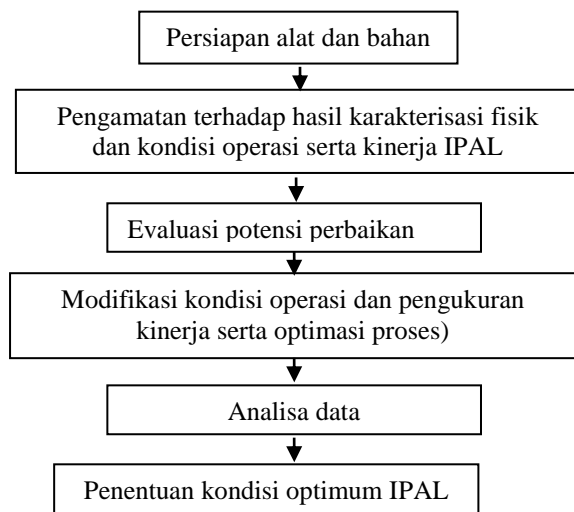 Persiapan alat dan bahan
Pengamatan terhadap hasil karakterisasi fisik
dan kondisi operasi serta kinerja IPAL
Evaluasi potensi perbaikan
Modifikasi kondisi operasi dan pengukuran
kinerja serta optimasi proses)
Analisa data
Penentuan kondisi optimum IPAL